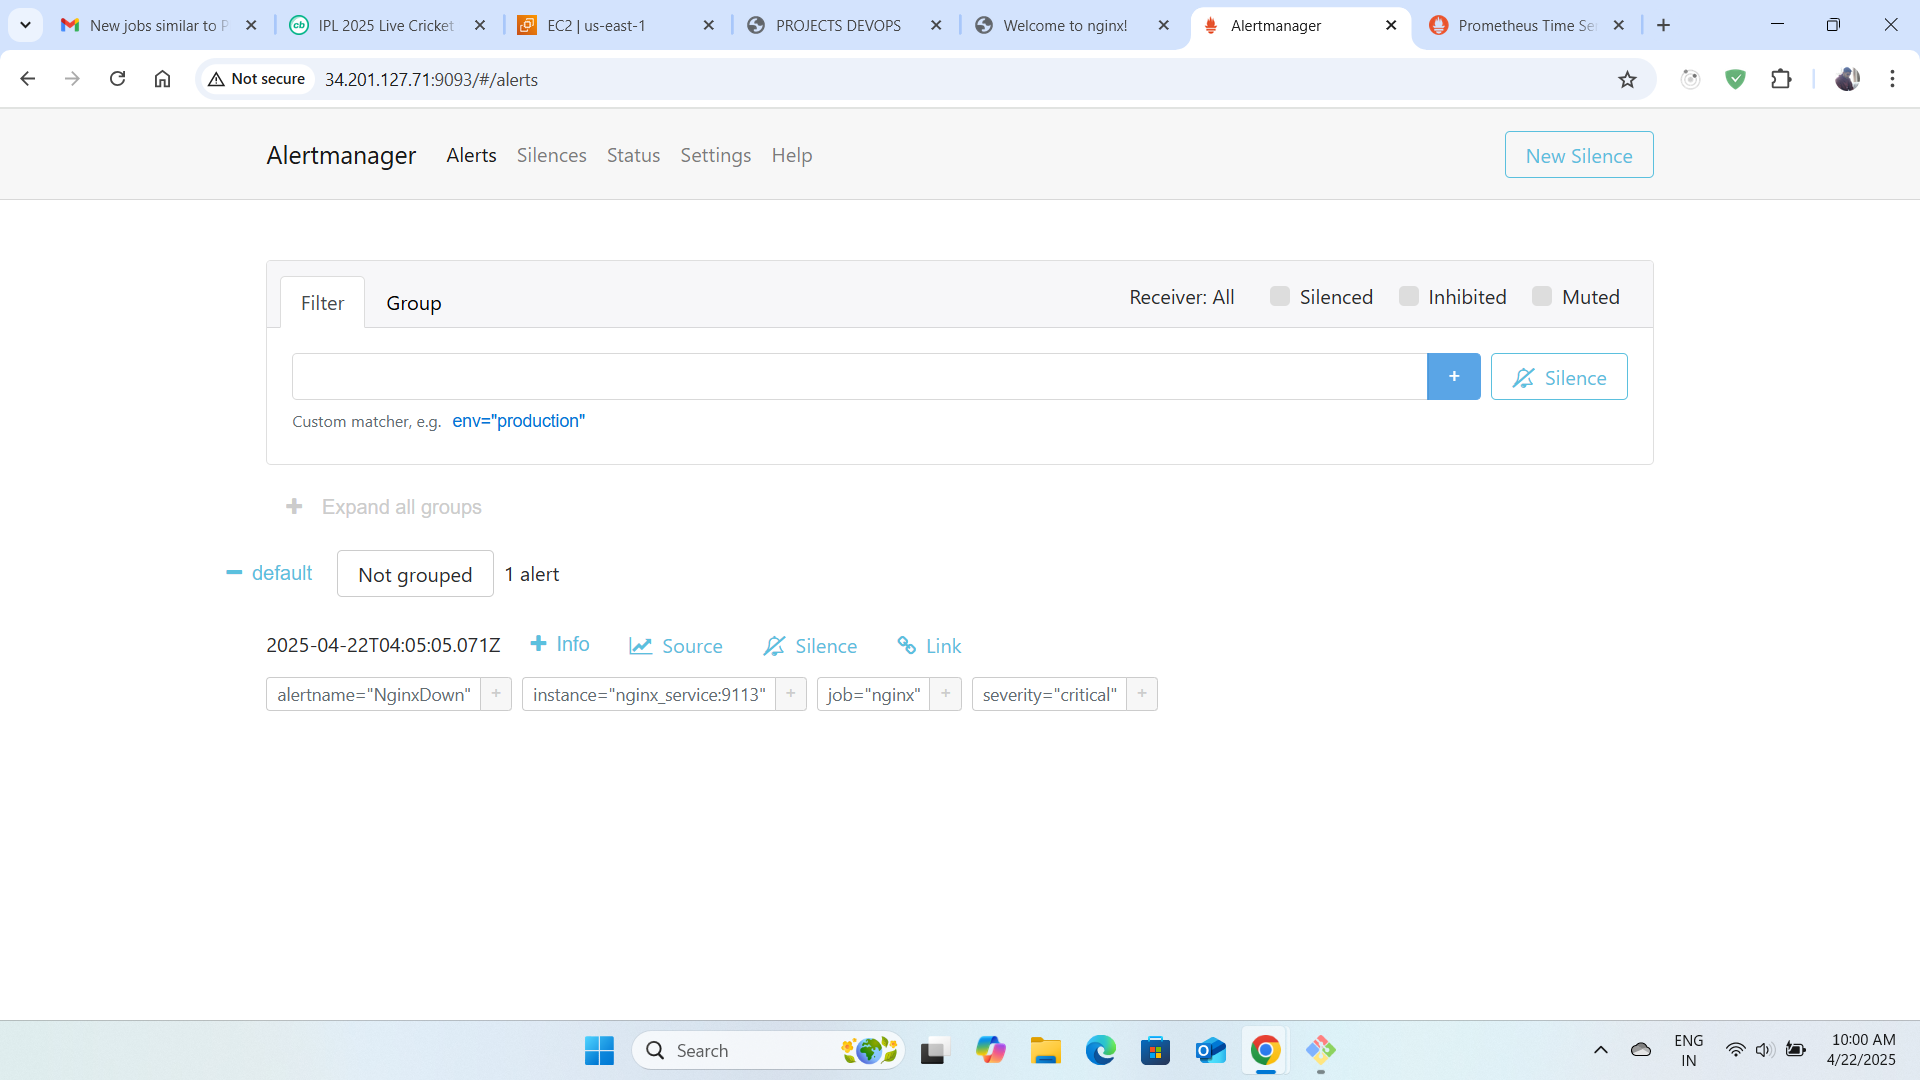 New jobs similar to P
IPL 2025 Live Cricket
EC2 | us-east-1
PROJECTS DEVOPS
Welcome to nginx!
Alertmanager
Prometheus Time Se
Not secure
34.201.127.71:9093/#/alerts
Alertmanager
Alerts
Silences
Status
Settings
Help
New Silence
Filter
Group
Receiver: All
Silenced
Inhibited
Muted
+
Silence
Custom matcher, e.g. env="production"
+ Expand all groups
default
Not grouped
1 alert
2025-04-22T04:05:05.071Z
+ Info
Source
Silence
Link
alertname="NginxDown" +
instance="nginx_service:9113" +
job="nginx" +
severity="critical" +
Search
ENG
IN
10:00 AM
4/22/2025